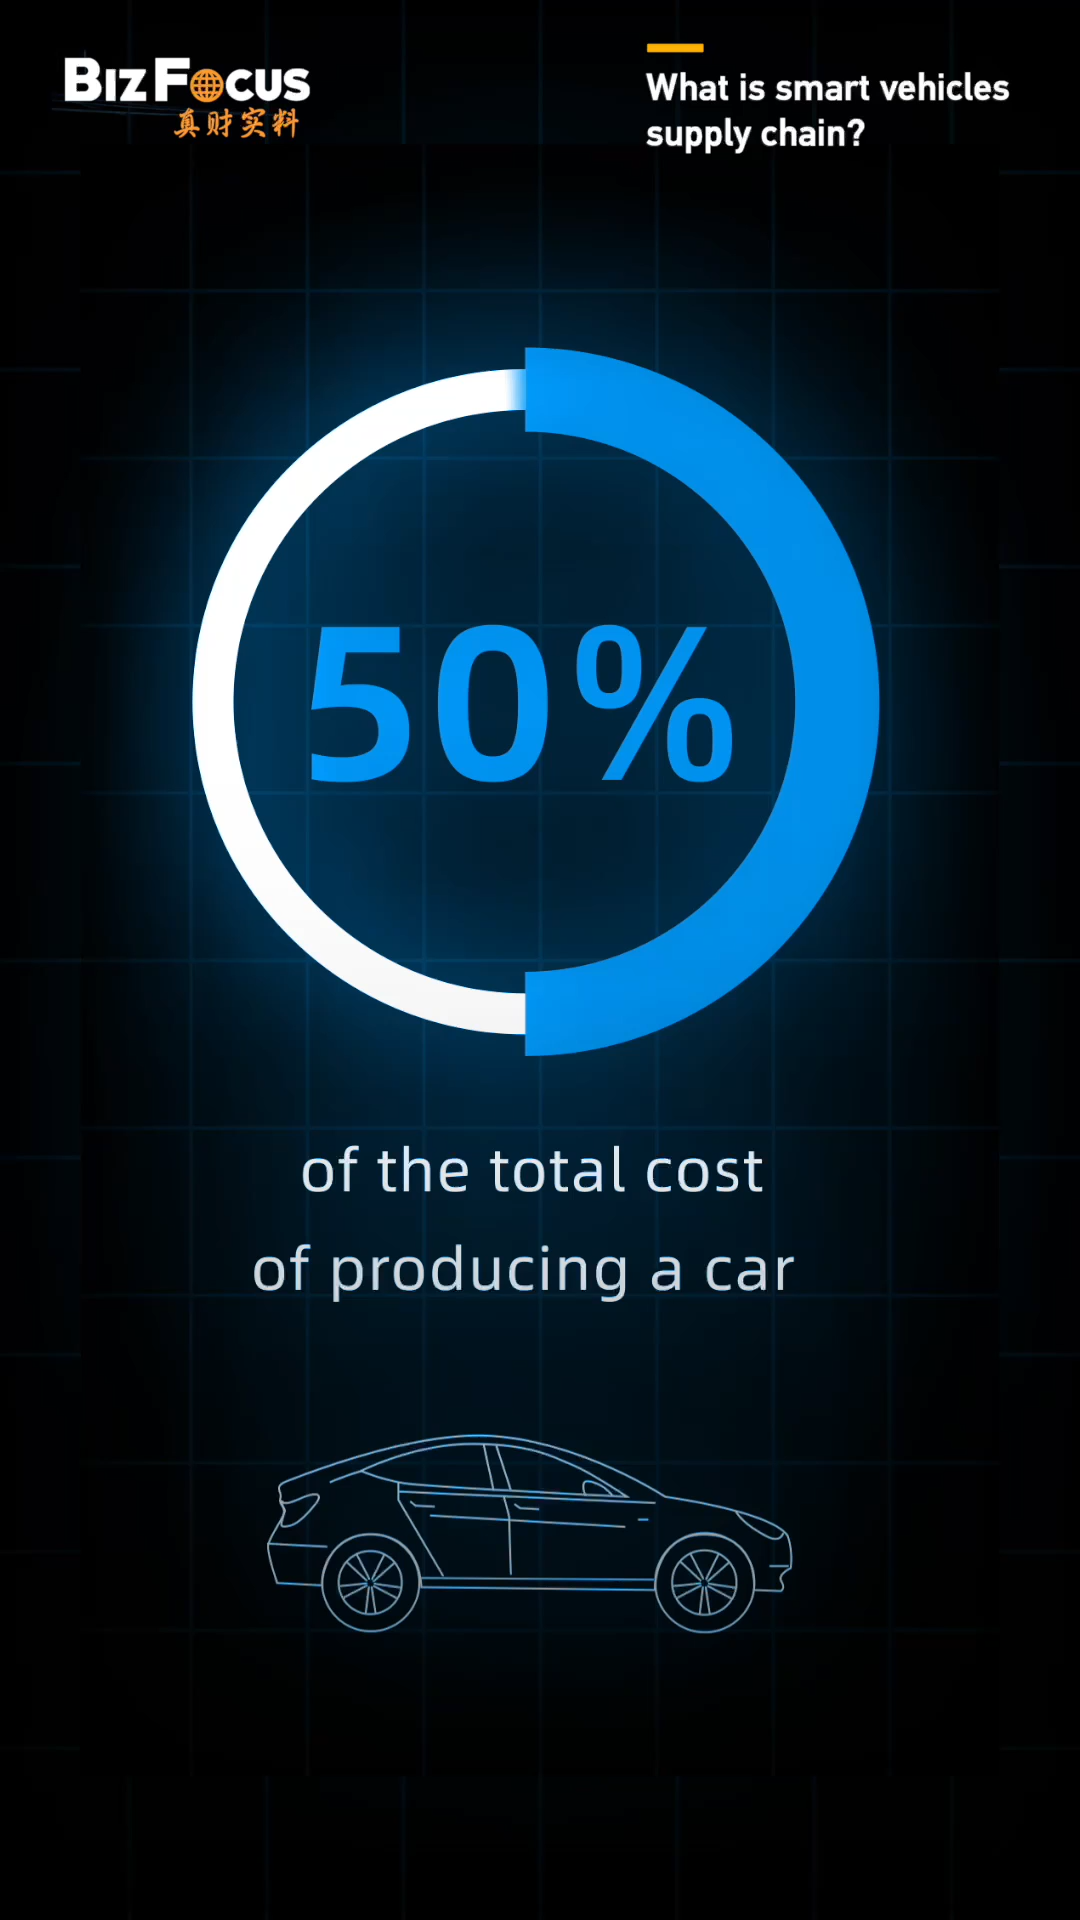 BIZFOCUS
真财实料
What is smart vehicles
supply chain?
50%
of the total cost
of producing a car